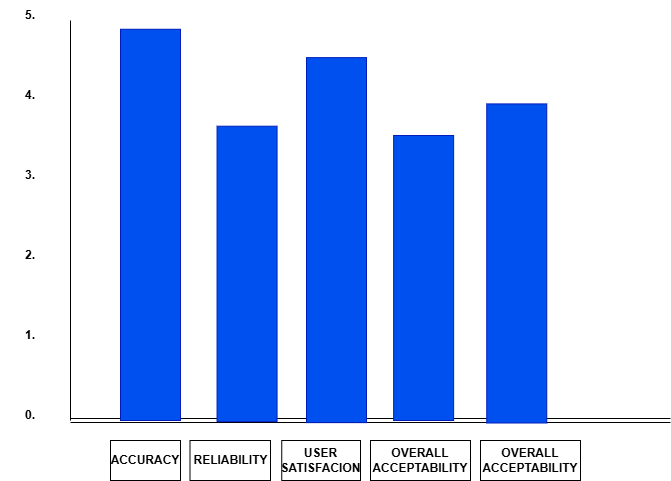 5.
4.
3.
2.
1.
0.
ACCURACY
RELIABILITY
USER
SATISFACION
OVERALL
ACCEPTABILITY
OVERALL
ACCEPTABILITY